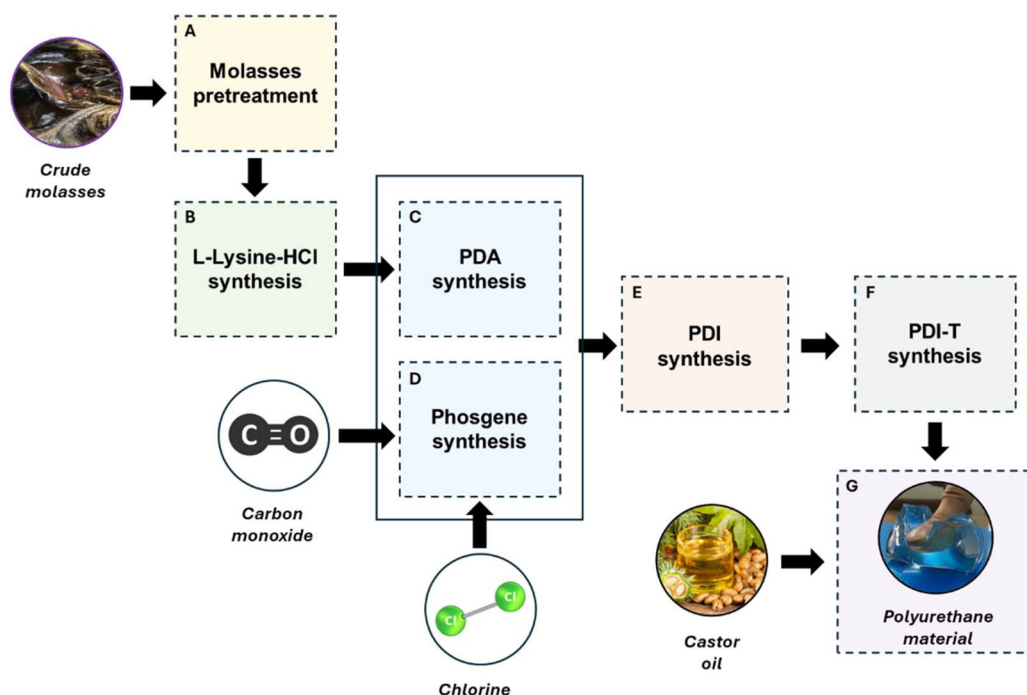 A
Molasses
pretreatment
Crude
molasses
B
L-Lysine-HCl
synthesis
C
PDA
synthesis
D
Phosgene
synthesis
C
O
Carbon
monoxide
Cl
Cl
Chlorine
E
PDI
synthesis
F
PDI-T
synthesis
G
Castor
oil
Polyurethane
material